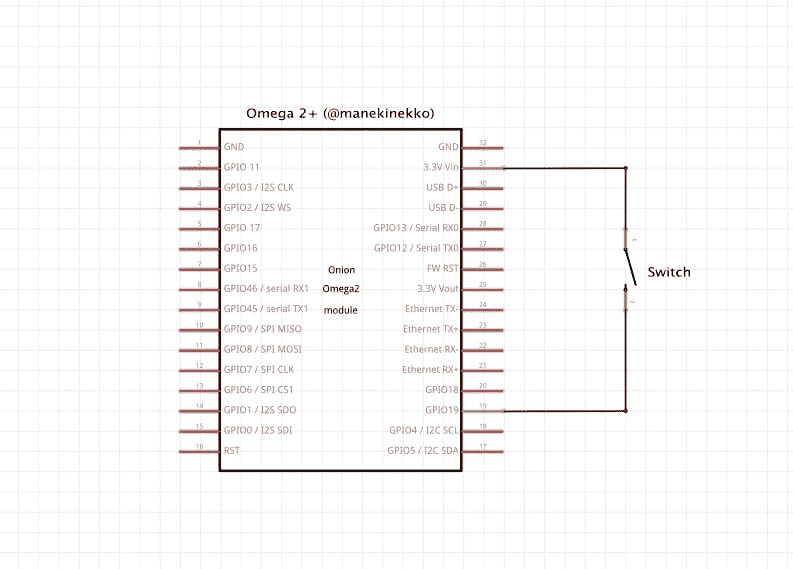 Omega 2+ (@manekinekko)
1 GND
2 GPIO 11
3 GPIO3 / I2S CLK
4 GPIO2 / I2S WS
5 GPIO 17
6 GPIO16
7 GPIO15
8 GPIO46 / serial RX1
9 GPIO45 / serial TX1
10 GPIO9 / SPI MISO
11 GPIO8 / SPI MOSI
12 GPIO7 / SPI CLK
13 GPIO6 / SPI CS1
14 GPIO1 / I2S SDO
15 GPIO0 / I2S SDI
16 RST
Onion
Omega2
module
GND 32
3.3V Vin 31
USB D+ 30
USB D- 29
GPIO13 / Serial RX0 28
GPIO12 / Serial TX0 27
FW RST 26
3.3V Vout 25
Ethernet TX- 24
Ethernet TX+ 23
Ethernet RX- 22
Ethernet RX+ 21
GPIO18 20
GPIO19 19
GPIO4 / I2C SCL 18
GPIO5 / I2C SDA 17
1
Switch
2